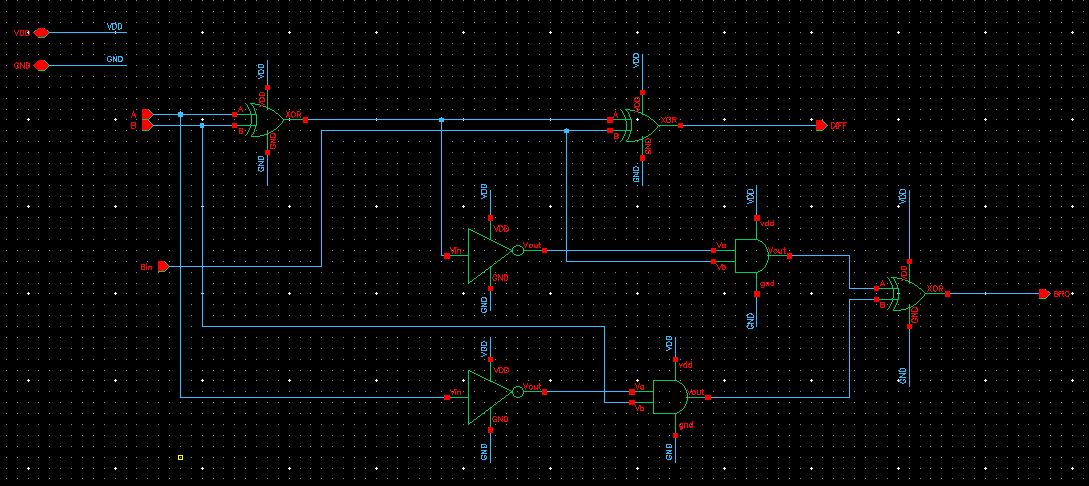 VDD VDD
GND GND
VDD
VDD
A
B
A
B
VDD
XOR
GND
GND
A
B
VDD
XOR
GND
GND
DIFF
Bin
VDD
VDD
Vin
Vout
GND
GND
VDD
vdd
Va
Vb
Vout
gnd
GND
VDD
VDD
A
B
XOR
GND
GND
BRO
VDD
VDD
Vin
Vout
GND
GND
VDD
vdd
Va
Vb
Vout
gnd
GND